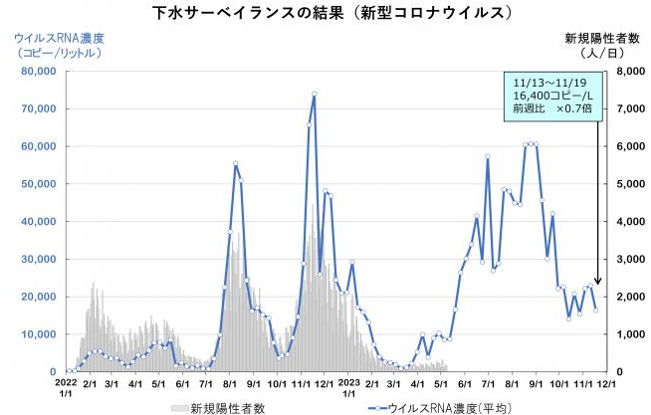 下水サーベイランスの結果（新型コロナウイルス）
ウイルスRNA濃度
（コピー/リットル）
新規陽性者数
（人/日）
80,000
70,000
60,000
50,000
40,000
30,000
20,000
10,000
0
8,000
7,000
6,000
5,000
4,000
3,000
2,000
1,000
0
11/13～11/19
16,400コピー/L
前週比　×0.7倍
2022
1/1 2/1 3/1 4/1 5/1 6/1 7/1 8/1 9/1 10/1 11/1 12/1
2023
1/1 2/1 3/1 4/1 5/1 6/1 7/1 8/1 9/1 10/1 11/1 12/1
新規陽性者数 ウイルスRNA濃度(平均)